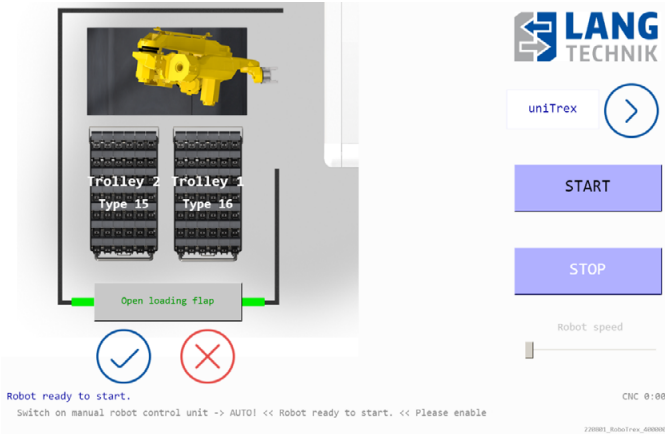 LANG
TECHNIK
uniTrex
Trolley 2 Trolley 1
Type 15 Type 16
START
STOP
Open loading flap
Robot speed
Robot ready to start.
CNC 0:00
Switch on manual robot control unit -> AUTO! << Robot ready to start. << Please enable